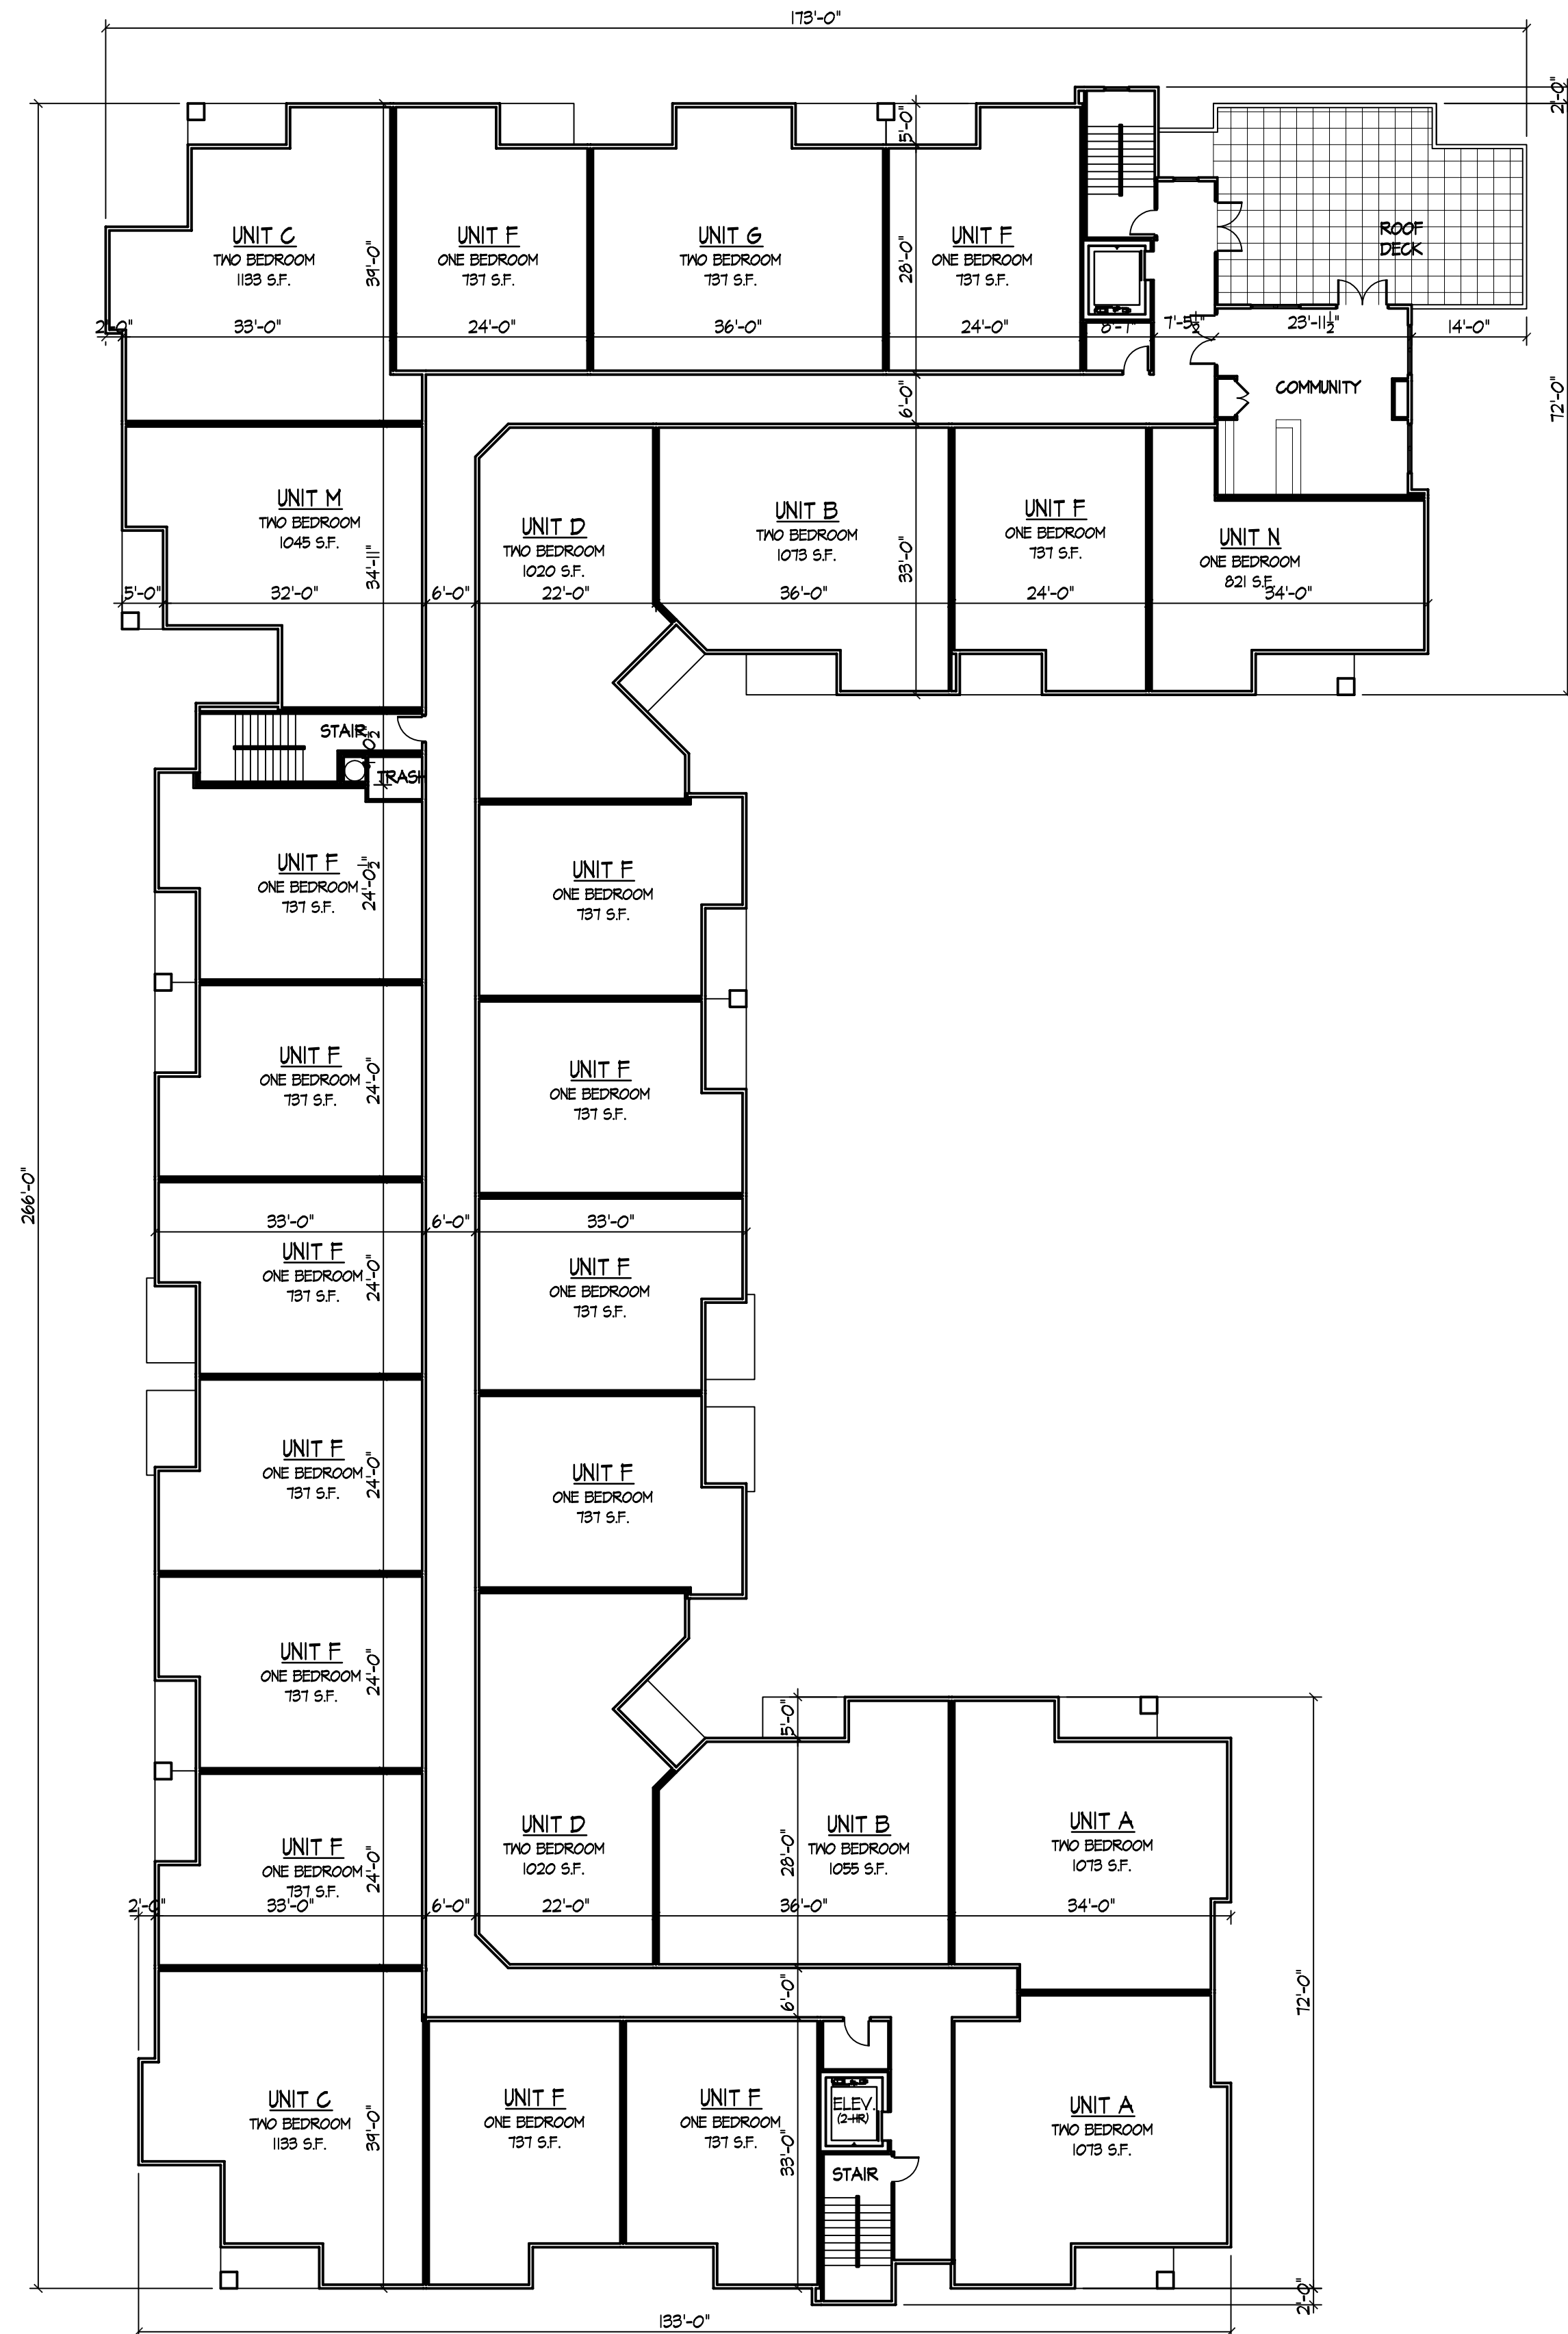 173'-0"
2'-0"
5'-0"
UNIT C
TWO BEDROOM
1133 S.F.
39'-0"
UNIT F
ONE BEDROOM
737 S.F.
UNIT G
TWO BEDROOM
737 S.F.
28'-0"
UNIT F
ONE BEDROOM
737 S.F.
ROOF
DECK
2'-0"
33'-0"
24'-0"
36'-0"
24'-0"
8'-7"
7'-5½"
23'-11½"
14'-0"
6'-0"
COMMUNITY
72'-0"
UNIT M
TWO BEDROOM
1045 S.F.
34'-11"
UNIT D
TWO BEDROOM
1020 S.F.
UNIT B
TWO BEDROOM
1073 S.F.
33'-0"
UNIT F
ONE BEDROOM
737 S.F.
UNIT N
ONE BEDROOM
821 S.F.
5'-0"
32'-0"
6'-0"
22'-0"
36'-0"
24'-0"
34'-0"
STAIR
TRASH
UNIT F
ONE BEDROOM
737 S.F.
24'-0½"
UNIT F
ONE BEDROOM
737 S.F.
UNIT F
ONE BEDROOM
737 S.F.
24'-0"
UNIT F
ONE BEDROOM
737 S.F.
266'-0"
33'-0"
6'-0"
33'-0"
UNIT F
ONE BEDROOM
737 S.F.
24'-0"
UNIT F
ONE BEDROOM
737 S.F.
UNIT F
ONE BEDROOM
737 S.F.
24'-0"
UNIT F
ONE BEDROOM
737 S.F.
UNIT F
ONE BEDROOM
737 S.F.
24'-0"
5'-0"
UNIT F
ONE BEDROOM
737 S.F.
24'-0"
UNIT D
TWO BEDROOM
1020 S.F.
28'-0"
UNIT B
TWO BEDROOM
1055 S.F.
UNIT A
TWO BEDROOM
1073 S.F.
2'-0"
33'-0"
6'-0"
22'-0"
36'-0"
34'-0"
6'-0"
72'-0"
UNIT C
TWO BEDROOM
1133 S.F.
39'-0"
UNIT F
ONE BEDROOM
737 S.F.
UNIT F
ONE BEDROOM
737 S.F.
33'-0"
ELEV.
(2-HR)
STAIR
UNIT A
TWO BEDROOM
1073 S.F.
2'-0"
133'-0"